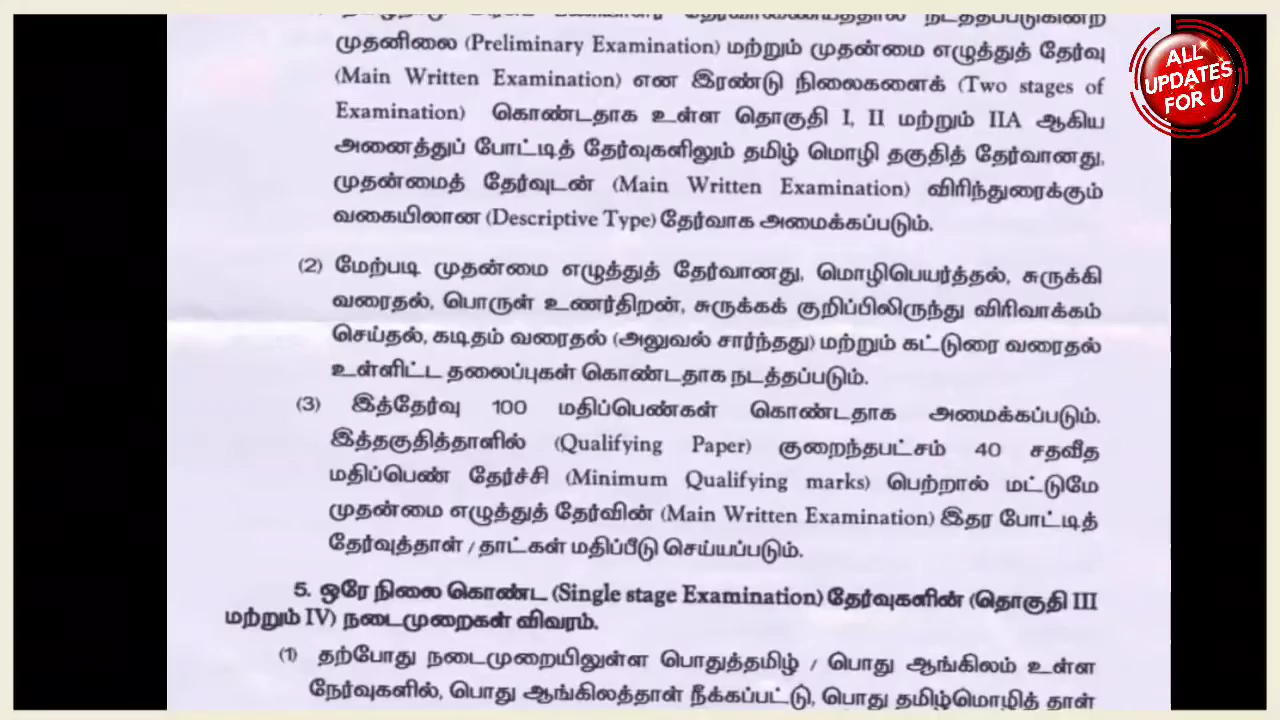 முதனிலை (Preliminary Examination) மற்றும் முதன்மை எழுத்துத் தேர்வு
(Main Written Examination) என இரண்டு நிலைகளைக் (Two stages of
Examination) கொண்டதாக உள்ள தொகுதி I, II மற்றும் IIA ஆகிய
அனைத்துப் போட்டித் தேர்வுகளிலும் தமிழ் மொழி தகுதித் தேர்வானது,
முதன்மைத் தேர்வுடன் (Main Written Examination) விரிந்துரைக்கும்
வகையிலான (Descriptive Type) தேர்வாக அமைக்கப்படும்.
(2) மேற்படி முதன்மை எழுத்துத் தேர்வானது, மொழிபெயர்த்தல், சுருக்கி
வரைதல், பொருள் உணர்திறன், சுருக்கக் குறிப்பிலிருந்து விரிவாக்கம்
செய்தல், கடிதம் வரைதல் (அலுவல் சார்ந்தது) மற்றும் கட்டுரை வரைதல்
உள்ளிட்ட தலைப்புகள் கொண்டதாக நடத்தப்படும்.
(3) இத்தேர்வு 100 மதிப்பெண்கள் கொண்டதாக அமைக்கப்படும்.
இத்தகுதித்தாளில் (Qualifying Paper) குறைந்தபட்சம் 40 சதவீத
மதிப்பெண் தேர்ச்சி (Minimum Qualifying marks) பெற்றால் மட்டுமே
முதன்மை எழுத்துத் தேர்வின் (Main Written Examination) இதர போட்டித்
தேர்வுத்தாள் / தாட்கள் மதிப்பீடு செய்யப்படும்.
5. ஒரே நிலை கொண்ட (Single stage Examination) தேர்வுகளின் (தொகுதி III
மற்றும் IV) நடைமுறைகள் விவரம்.
(1) தற்போது நடைமுறையிலுள்ள பொதுத்தமிழ் / பொது ஆங்கிலம் உள்ள
நேர்வுகளில், பொது ஆங்கிலத்தாள் நீக்கப்பட்டு, பொது தமிழ்மொழித் தாள்
ALL
UPDATES
FOR U